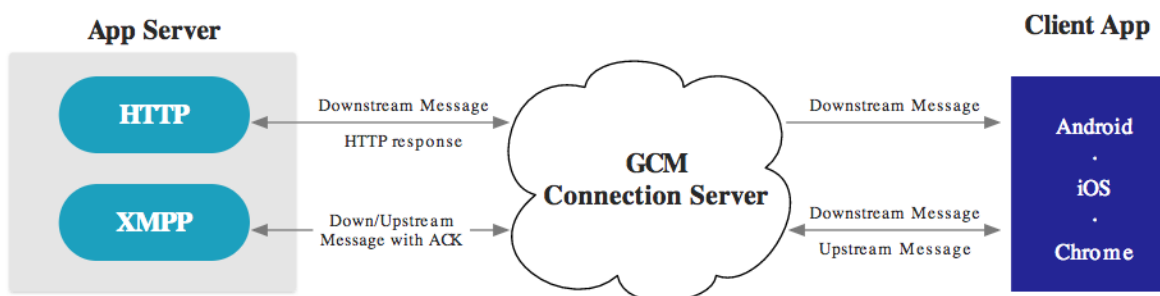 App Server
HTTP
XMPP
Downstream Message
HTTP response
Down/Upstream
Message with ACK
GCM
Connection Server
Downstream Message
Downstream Message
Upstream Message
Client App
Android
.
iOS
.
Chrome